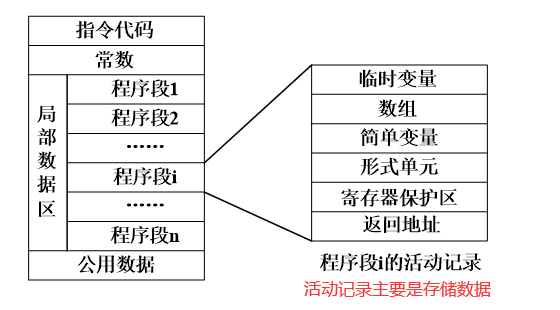 指令代码
常数
局部数据区
程序段1
程序段2
……
程序段i
……
程序段n
公用数据
临时变量
数组
简单变量
形式单元
寄存器保护区
返回地址
程序段i的活动记录
活动记录主要是存储数据